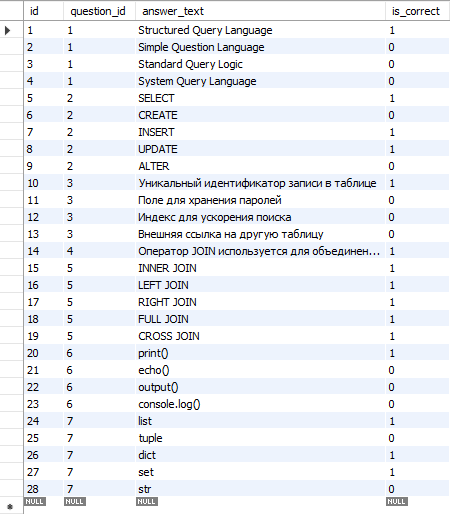 id question_id answer_text is_correct
1 1 Structured Query Language 1
2 1 Simple Question Language 0
3 1 Standard Query Logic 0
4 1 System Query Language 0
5 2 SELECT 1
6 2 CREATE 0
7 2 INSERT 1
8 2 UPDATE 1
9 2 ALTER 0
10 3 Уникальный идентификатор записи в таблице 1
11 3 Поле для хранения паролей 0
12 3 Индекс для ускорения поиска 0
13 3 Внешняя ссылка на другую таблицу 0
14 4 Оператор JOIN используется для объединен... 1
15 5 INNER JOIN 1
16 5 LEFT JOIN 1
17 5 RIGHT JOIN 1
18 5 FULL JOIN 1
19 5 CROSS JOIN 1
20 6 print() 1
21 6 echo() 0
22 6 output() 0
23 6 console.log() 0
24 7 list 1
25 7 tuple 0
26 7 dict 1
27 7 set 1
28 7 str 0
NULL NULL NULL NULL